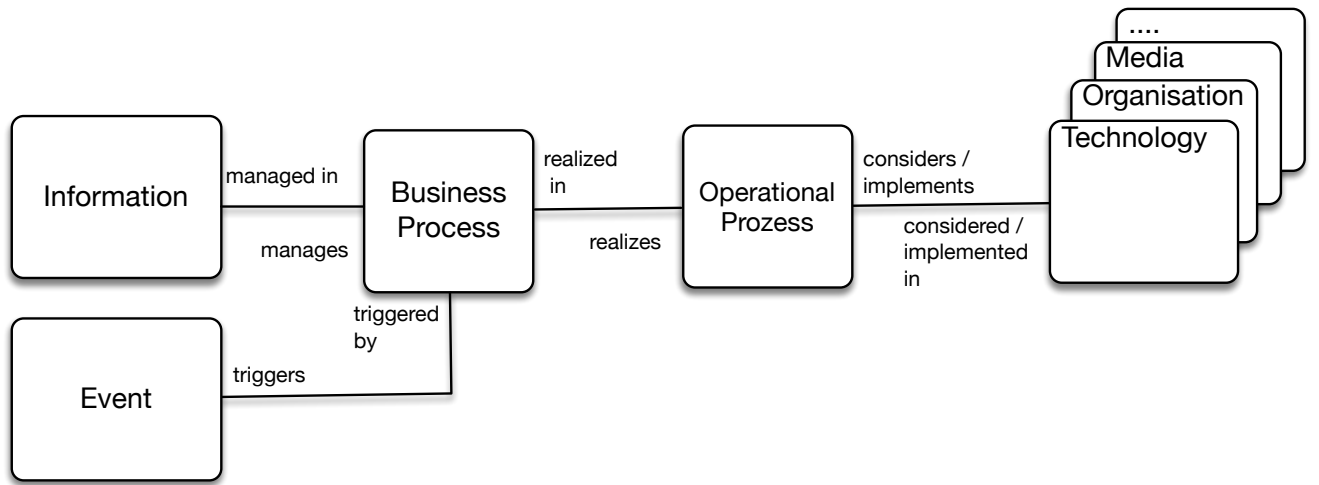 ....
Media
Organisation
Technology
Information
managed in
manages
Business
Process
realized
in
realizes
Operational
Prozess
considers /
implements
considered /
implemented
in
triggered
by
triggers
Event